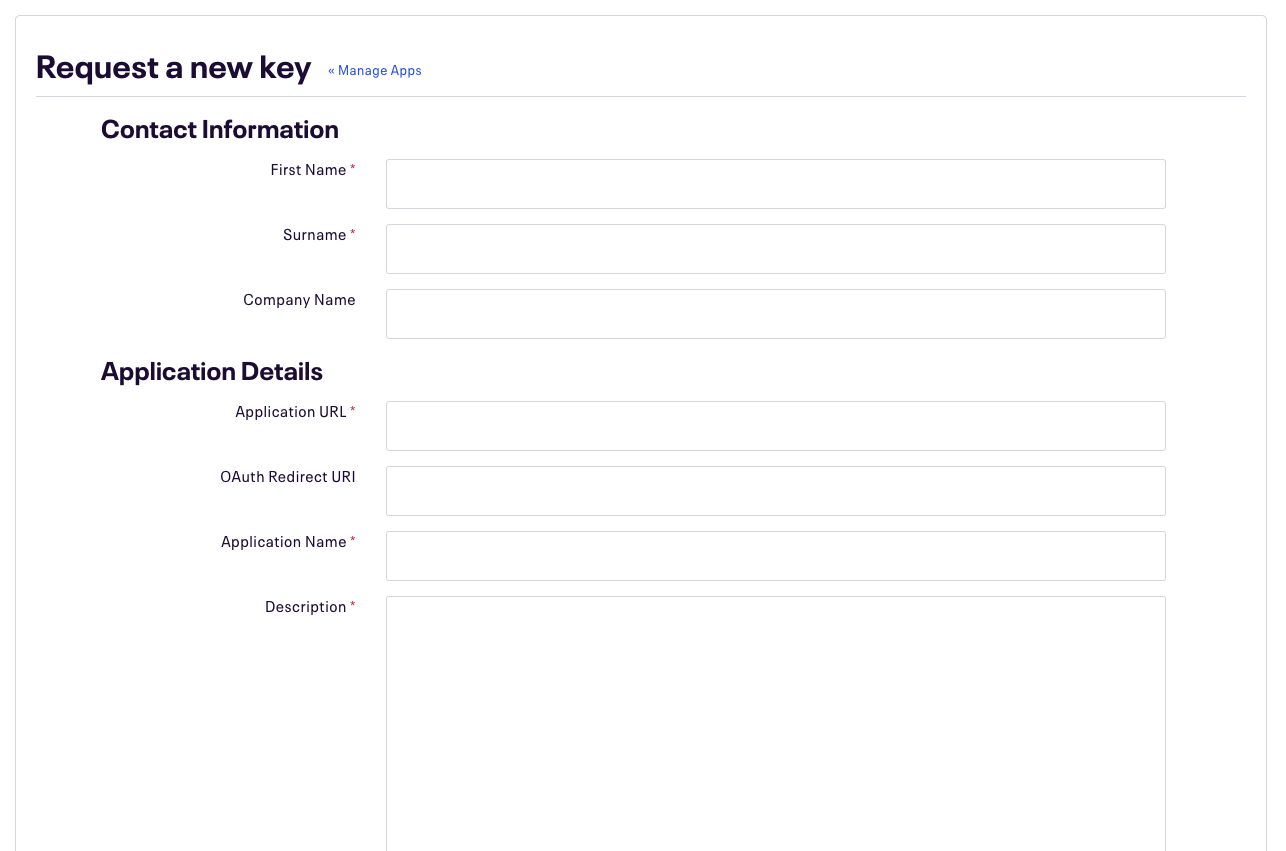 Request a new key « Manage Apps
Contact Information
First Name *
Surname *
Company Name
Application Details
Application URL *
OAuth Redirect URI
Application Name *
Description *